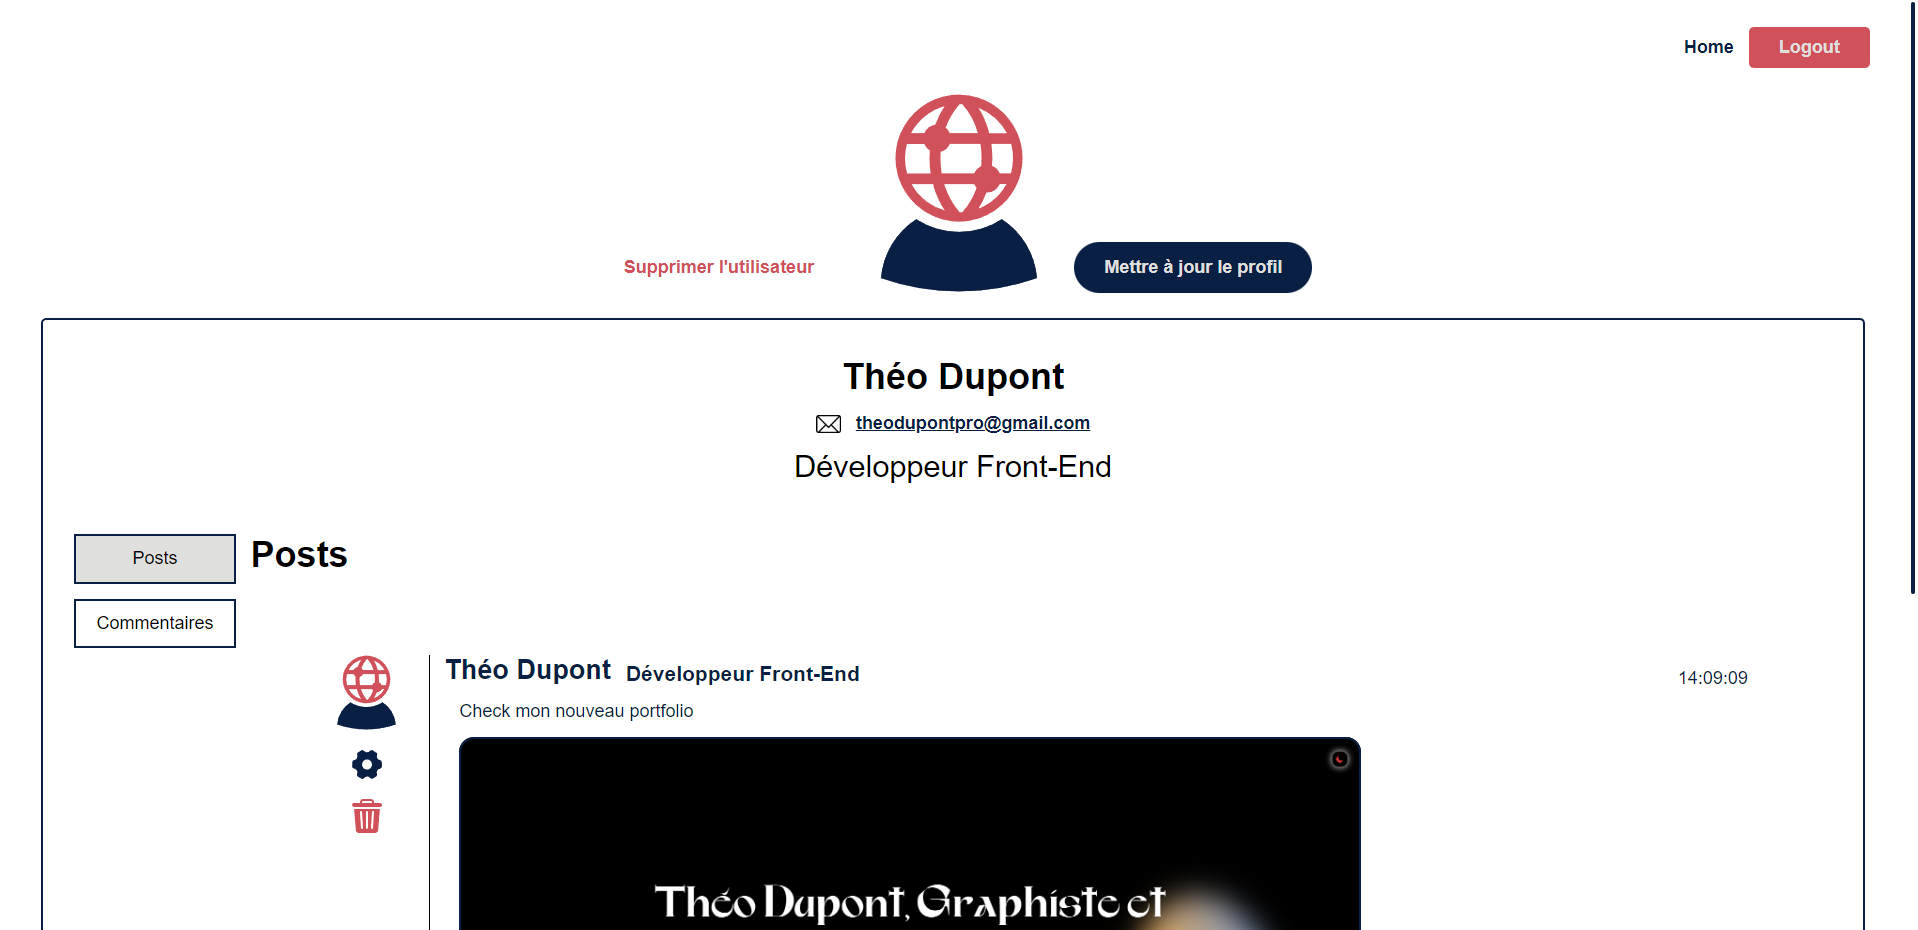 Home
Logout
Supprimer l'utilisateur
Mettre à jour le profil
Théo Dupont
theodupontpro@gmail.com
Développeur Front-End
Posts
Posts
Commentaires
Théo Dupont Développeur Front-End
14:09:09
Check mon nouveau portfolio
Théo Dupont, Graphiste et